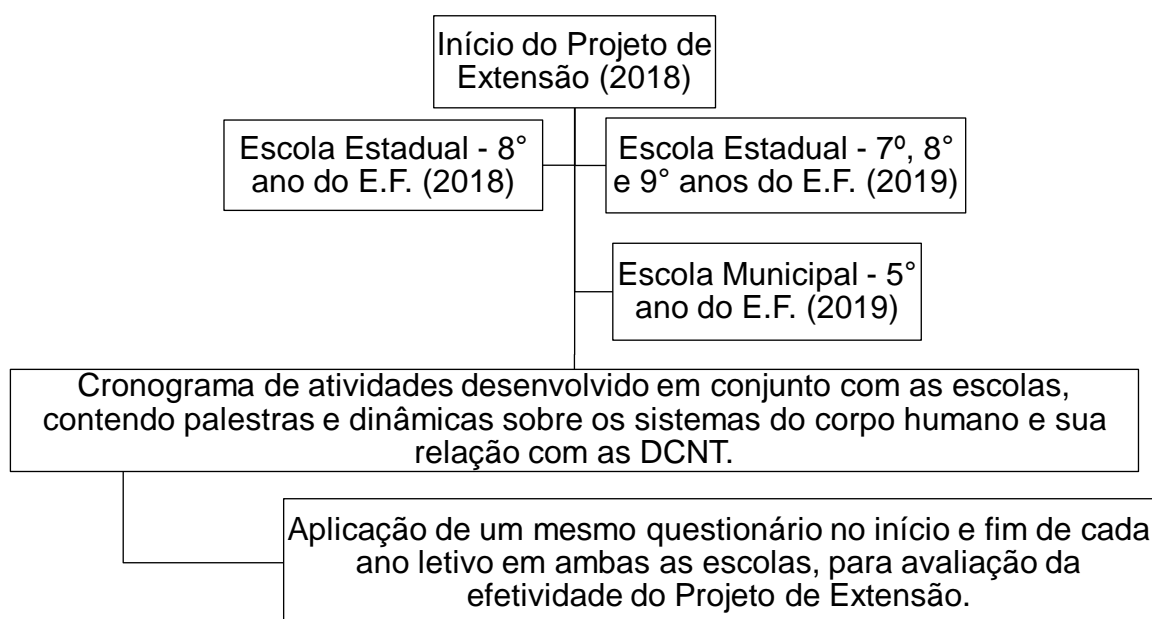 Início do Projeto de
Extensão (2018)
Escola Estadual - 8°
ano do E.F. (2018)
Escola Estadual - 7º, 8°
e 9° anos do E.F. (2019)
Escola Municipal - 5°
ano do E.F. (2019)
Cronograma de atividades desenvolvido em conjunto com as escolas,
contendo palestras e dinâmicas sobre os sistemas do corpo humano e sua
relação com as DCNT.
Aplicação de um mesmo questionário no início e fim de cada
ano letivo em ambas as escolas, para avaliação da
efetividade do Projeto de Extensão.